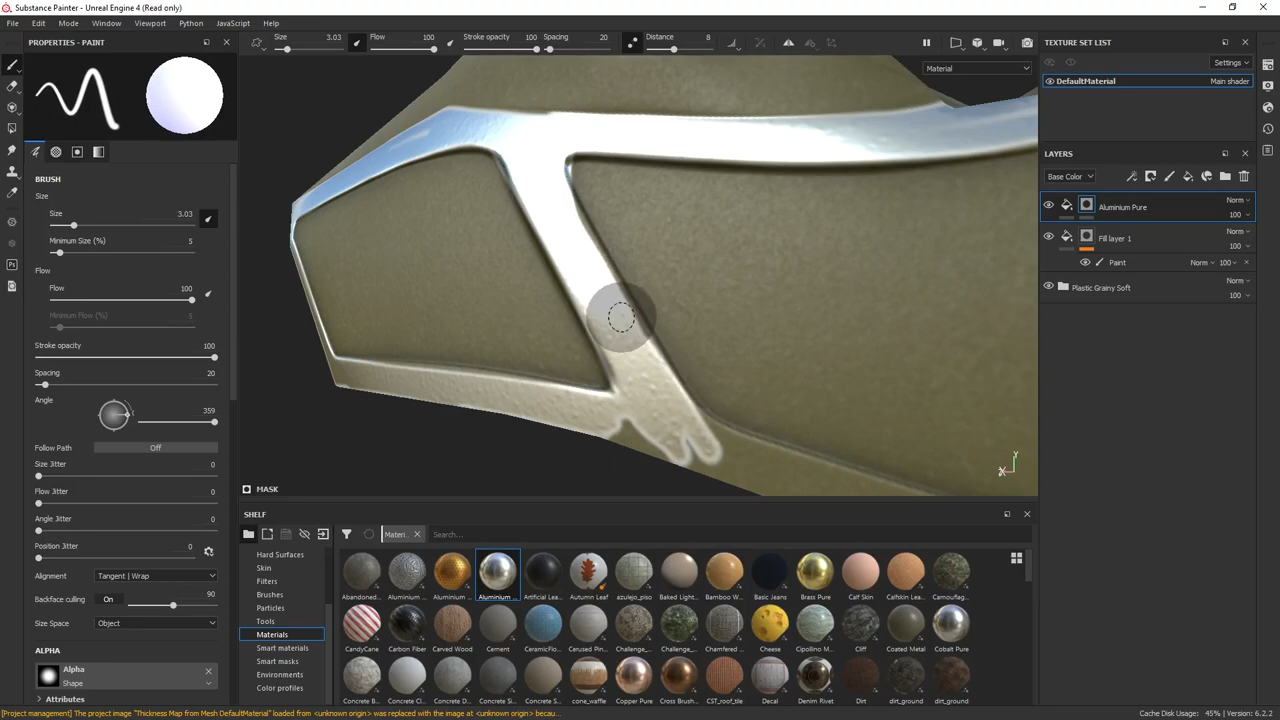 Substance Painter - Unreal Engine 4 (Read only)
File Edit Mode Window Viewport Python JavaScript Help
PROPERTIES - PAINT
Size 3.03 Flow 100 Stroke opacity 100 Spacing 20 Distance 8
Material
TEXTURE SET LIST
Settings
DefaultMaterial Main shader
LAYERS
Base Color
Aluminium Pure Norm 100
Fill layer 1 Norm 100
Paint Norm 100
Plastic Grainy Soft Norm 100
BRUSH
Size
Size 3.03
Minimum Size (%) 5
Flow
Flow 100
Minimum Flow (%) 5
Stroke opacity 100
Spacing 20
Angle
359
Follow Path Off
Size Jitter 0
Flow Jitter 0
Angle Jitter 0
Position Jitter 0
Alignment Tangent | Wrap
Backface culling On 90
Size Space Object
ALPHA
Alpha
Shape
Attributes
Y
X
MASK
SHELF
Materi...
Search...
Hard Surfaces
Skin
Filters
Brushes
Particles
Tools
Materials
Smart materials
Smart masks
Environments
Color profiles
Abandoned... Aluminium ... Aluminium ... Aluminium ... Artificial Lea... Autumn Leaf azulejo_piso Baked Light... Bamboo W... Basic Jeans Brass Pure Calf Skin Calfskin Lea... Camouflag...
CandyCane Carbon Fiber Carved Wood Cement CeramicFlo... Cerused Pin... Challenge_... Challenge_... Chamfered ... Cheese Cipollino M... Cliff Coated Metal Cobalt Pure
Concrete B... Concrete Cl... Concrete D... Concrete Si... Concrete S... cone_waffle Copper Pure Cross Brush... CST_roof_tile Decal Denim Rivet Dirt dirt_ground dirt_ground
[Project management] The project image "Thickness Map from Mesh DefaultMaterial" loaded from <unknown origin> was replaced with the image at <unknown origin> becau...
Cache Disk Usage: 45% | Version: 6.2.2